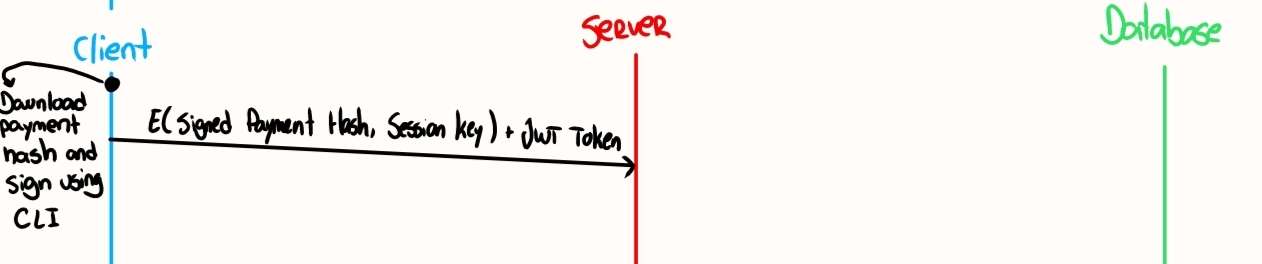 Client
Server
Database
Download
payment
hash and
sign using
CLI
E(Signed Payment Hash, Session key) + JWT Token